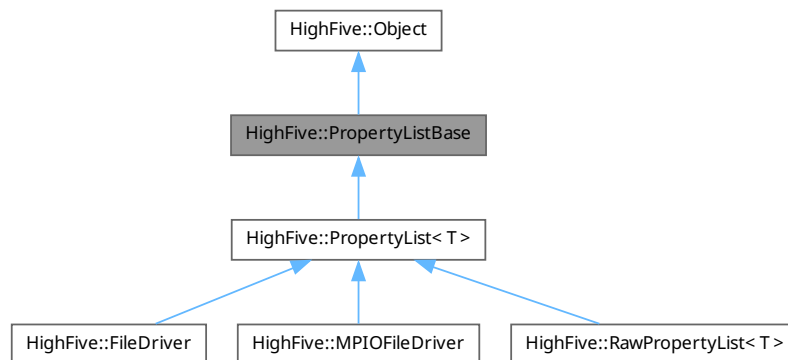 HighFive::Object
HighFive::PropertyListBase
HighFive::PropertyList< T >
HighFive::FileDriver
HighFive::MPIOFileDriver
HighFive::RawPropertyList< T >